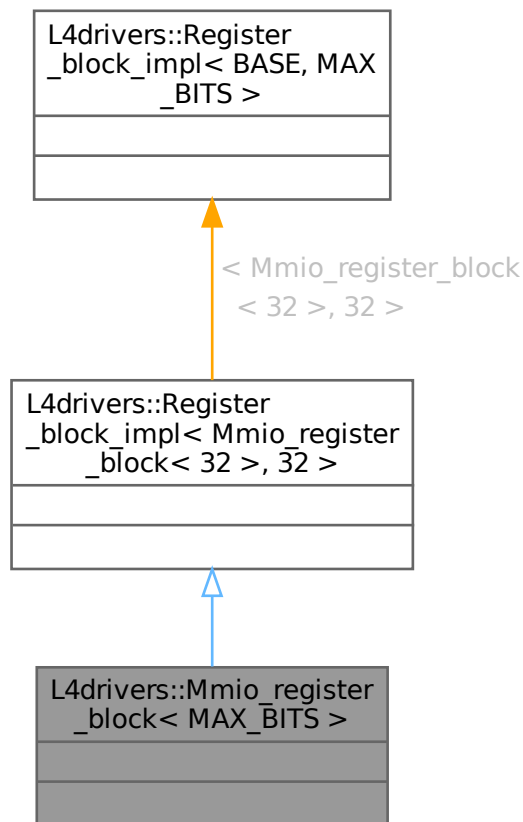 L4drivers::Register
_block_impl< BASE, MAX
_BITS >
< Mmio_register_block
< 32 >, 32 >
L4drivers::Register
_block_impl< Mmio_register
_block< 32 >, 32 >
L4drivers::Mmio_register
_block< MAX_BITS >